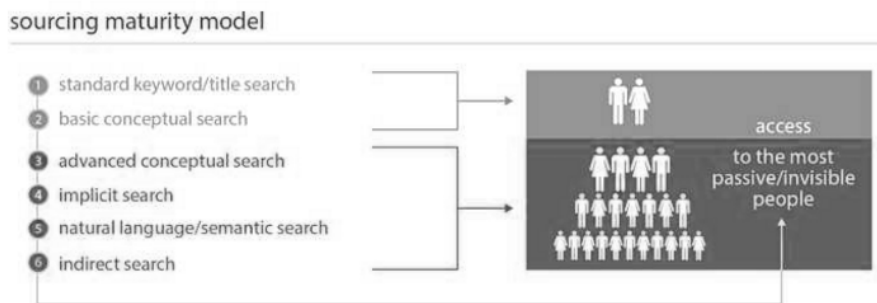 sourcing maturity model
1 standard keyword/title search
2 basic conceptual search
3 advanced conceptual search
4 implicit search
5 natural language/semantic search
6 indirect search
access
to the most
passive/invisible
people